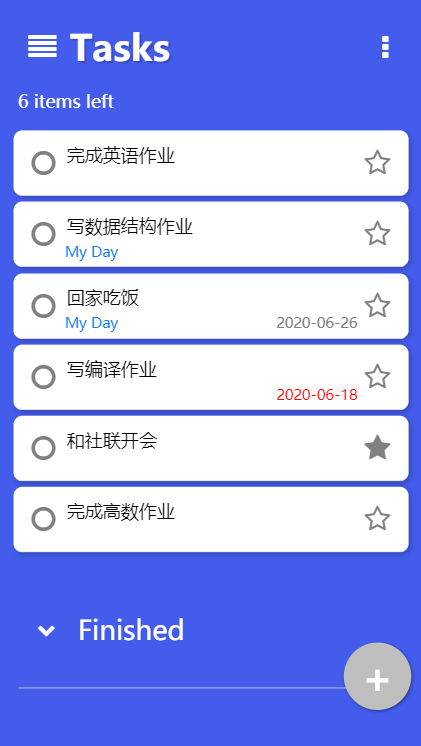 Tasks
6 items left
完成英语作业
写数据结构作业
My Day
回家吃饭
My Day
2020-06-26
写编译作业
2020-06-18
和社联开会
完成高数作业
Finished